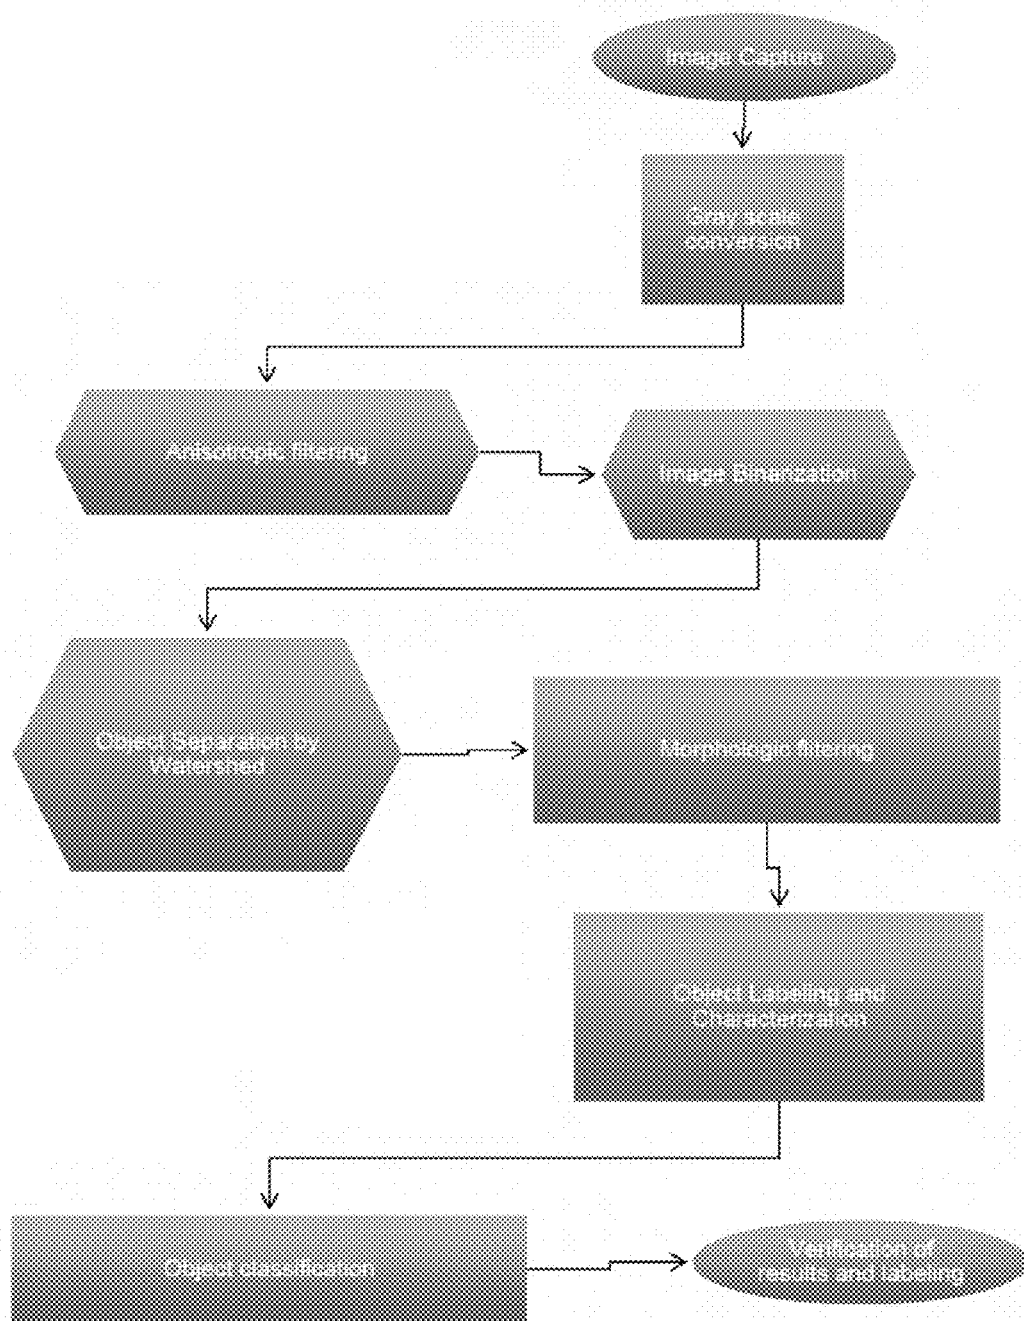 Image Capture
Gray scale
conversion
Anisotropic filtering
Image Binarization
Object Separation by
Watershed
Morphologic filtering
Object Labeling and
Characterization
Object classification
Verification of
results and labeling